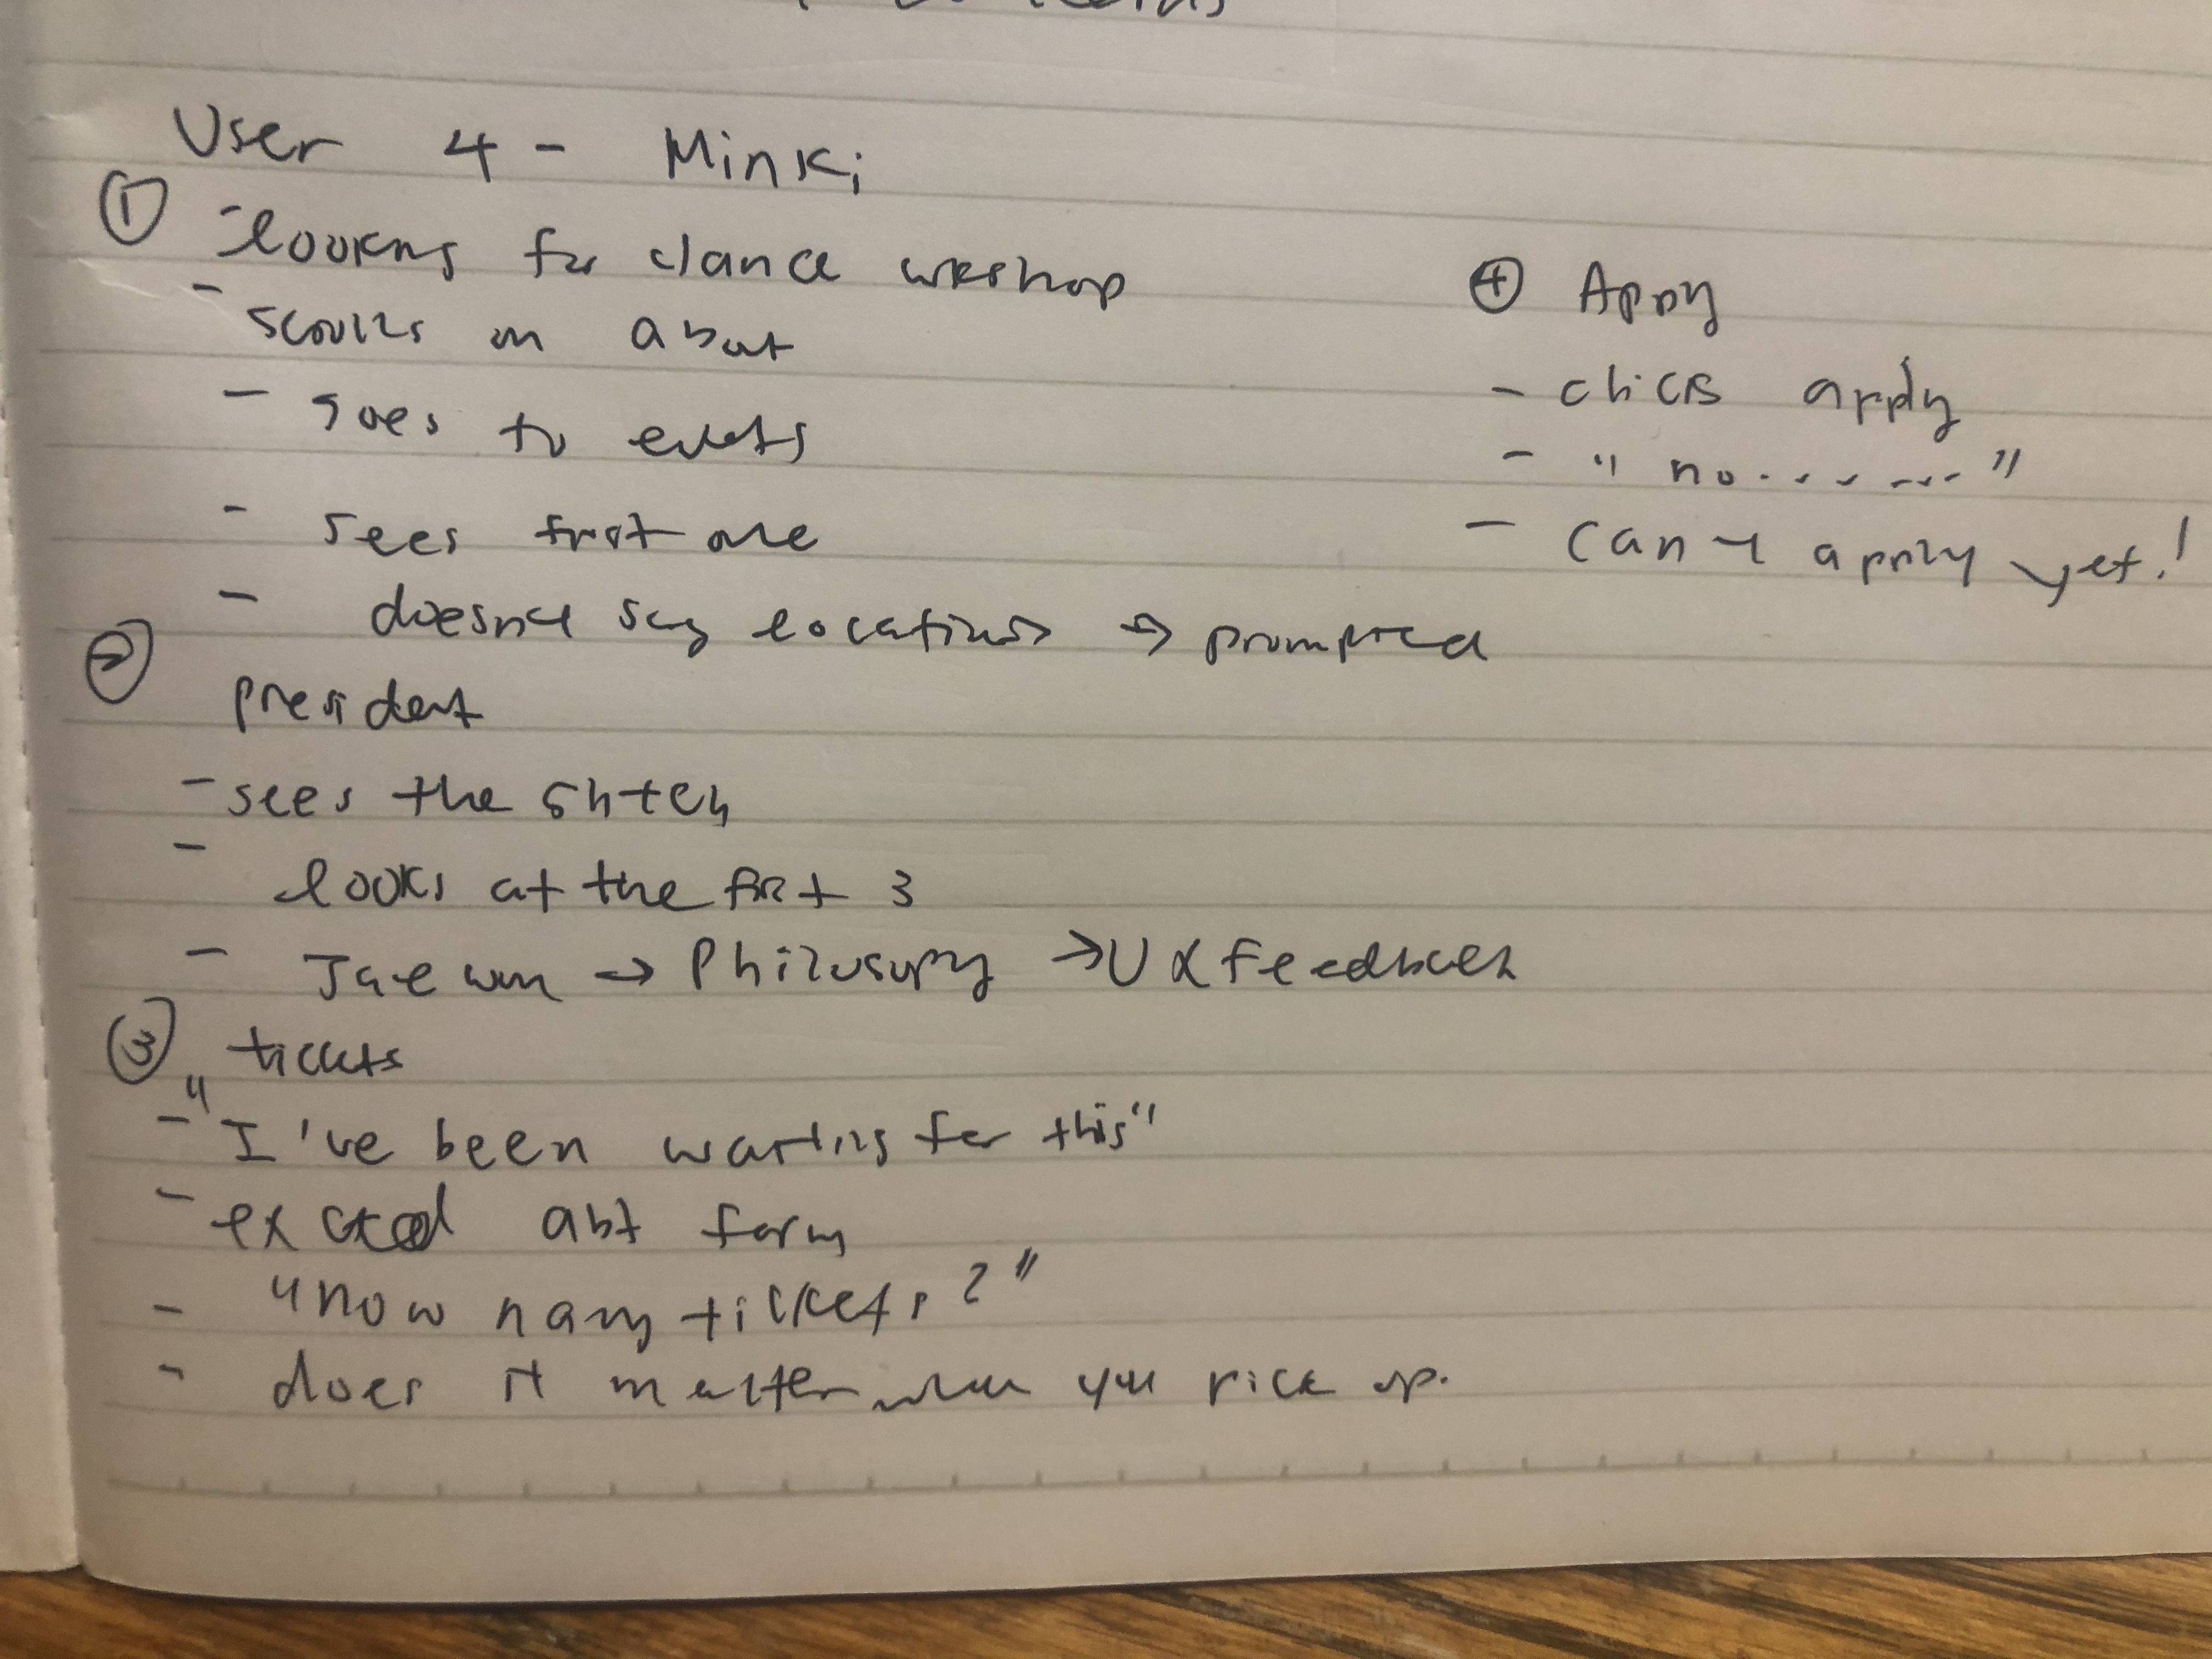 User 4 - Minki
① - looking for dance wrkshop
- scrolls on about
- goes to events
- sees first one
- doesn't say locations → prompted
② president
- sees the
- looks at the first 3
- Jaewon → Philosophy → UX feedback
③ tickets
- "I've been waiting for this"
- excited abt form
- "how many tickets?"
- does it matter when you pick up.
④ Apply
- clicks apply
- "no........"
- can't apply yet!